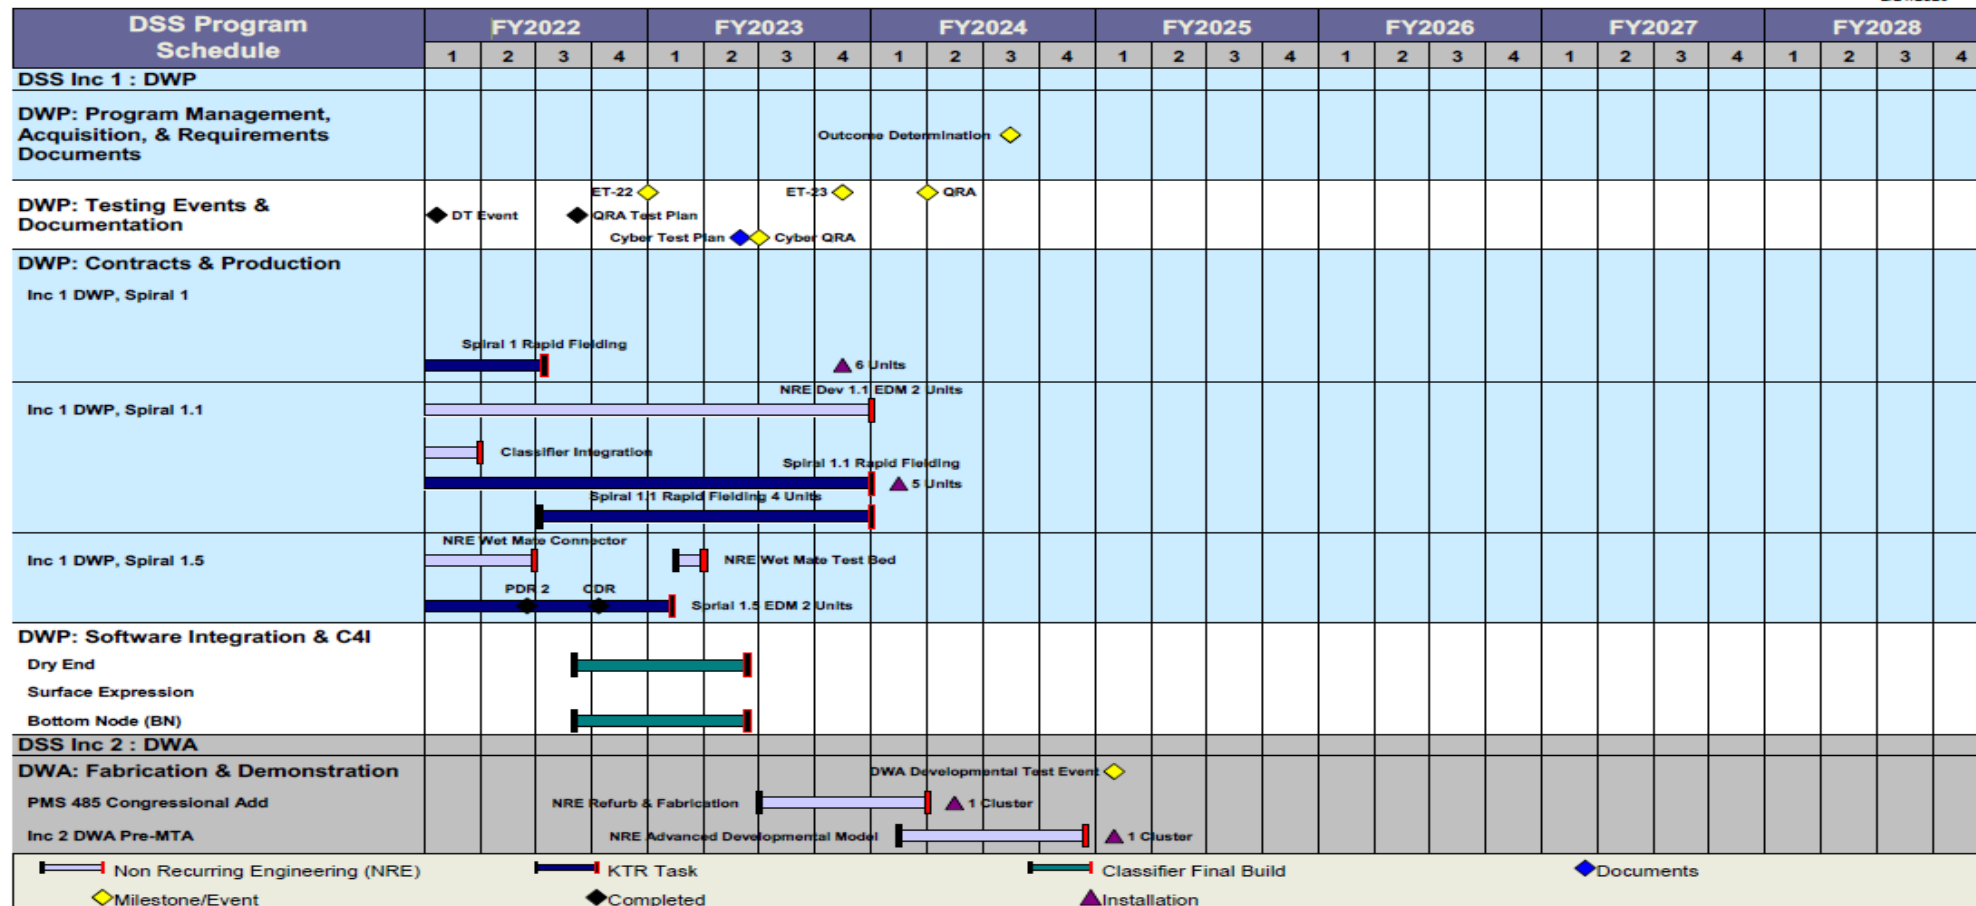 DSS Program
Schedule
FY2022 FY2023 FY2024 FY2025 FY2026 FY2027 FY2028
1 2 3 4 1 2 3 4 1 2 3 4 1 2 3 4 1 2 3 4 1 2 3 4 1 2 3 4
DSS Inc 1 : DWP
DWP: Program Management,
Acquisition, & Requirements
Documents
Outcome Determination
DWP: Testing Events &
Documentation
ET-22 ET-23 QRA
DT Event QRA Test Plan
Cyber Test Plan Cyber QRA
DWP: Contracts & Production
Inc 1 DWP, Spiral 1
Spiral 1 Rapid Fielding
6 Units
NRE Dev 1.1 EDM 2 Units
Inc 1 DWP, Spiral 1.1
Classifier Integration
Spiral 1.1 Rapid Fielding
5 Units
Spiral 1.1 Rapid Fielding 4 Units
NRE Wet Mate Connector
Inc 1 DWP, Spiral 1.5
NRE Wet Mate Test Bed
PDR 2 CDR
Sprial 1.5 EDM 2 Units
DWP: Software Integration & C4I
Dry End
Surface Expression
Bottom Node (BN)
DSS Inc 2 : DWA
DWA: Fabrication & Demonstration
DWA Developmental Test Event
PMS 485 Congressional Add
NRE Refurb & Fabrication
1 Cluster
Inc 2 DWA Pre-MTA
NRE Advanced Developmental Model
1 Cluster
Non Recurring Engineering (NRE) KTR Task Classifier Final Build Documents
Milestone/Event Completed Installation